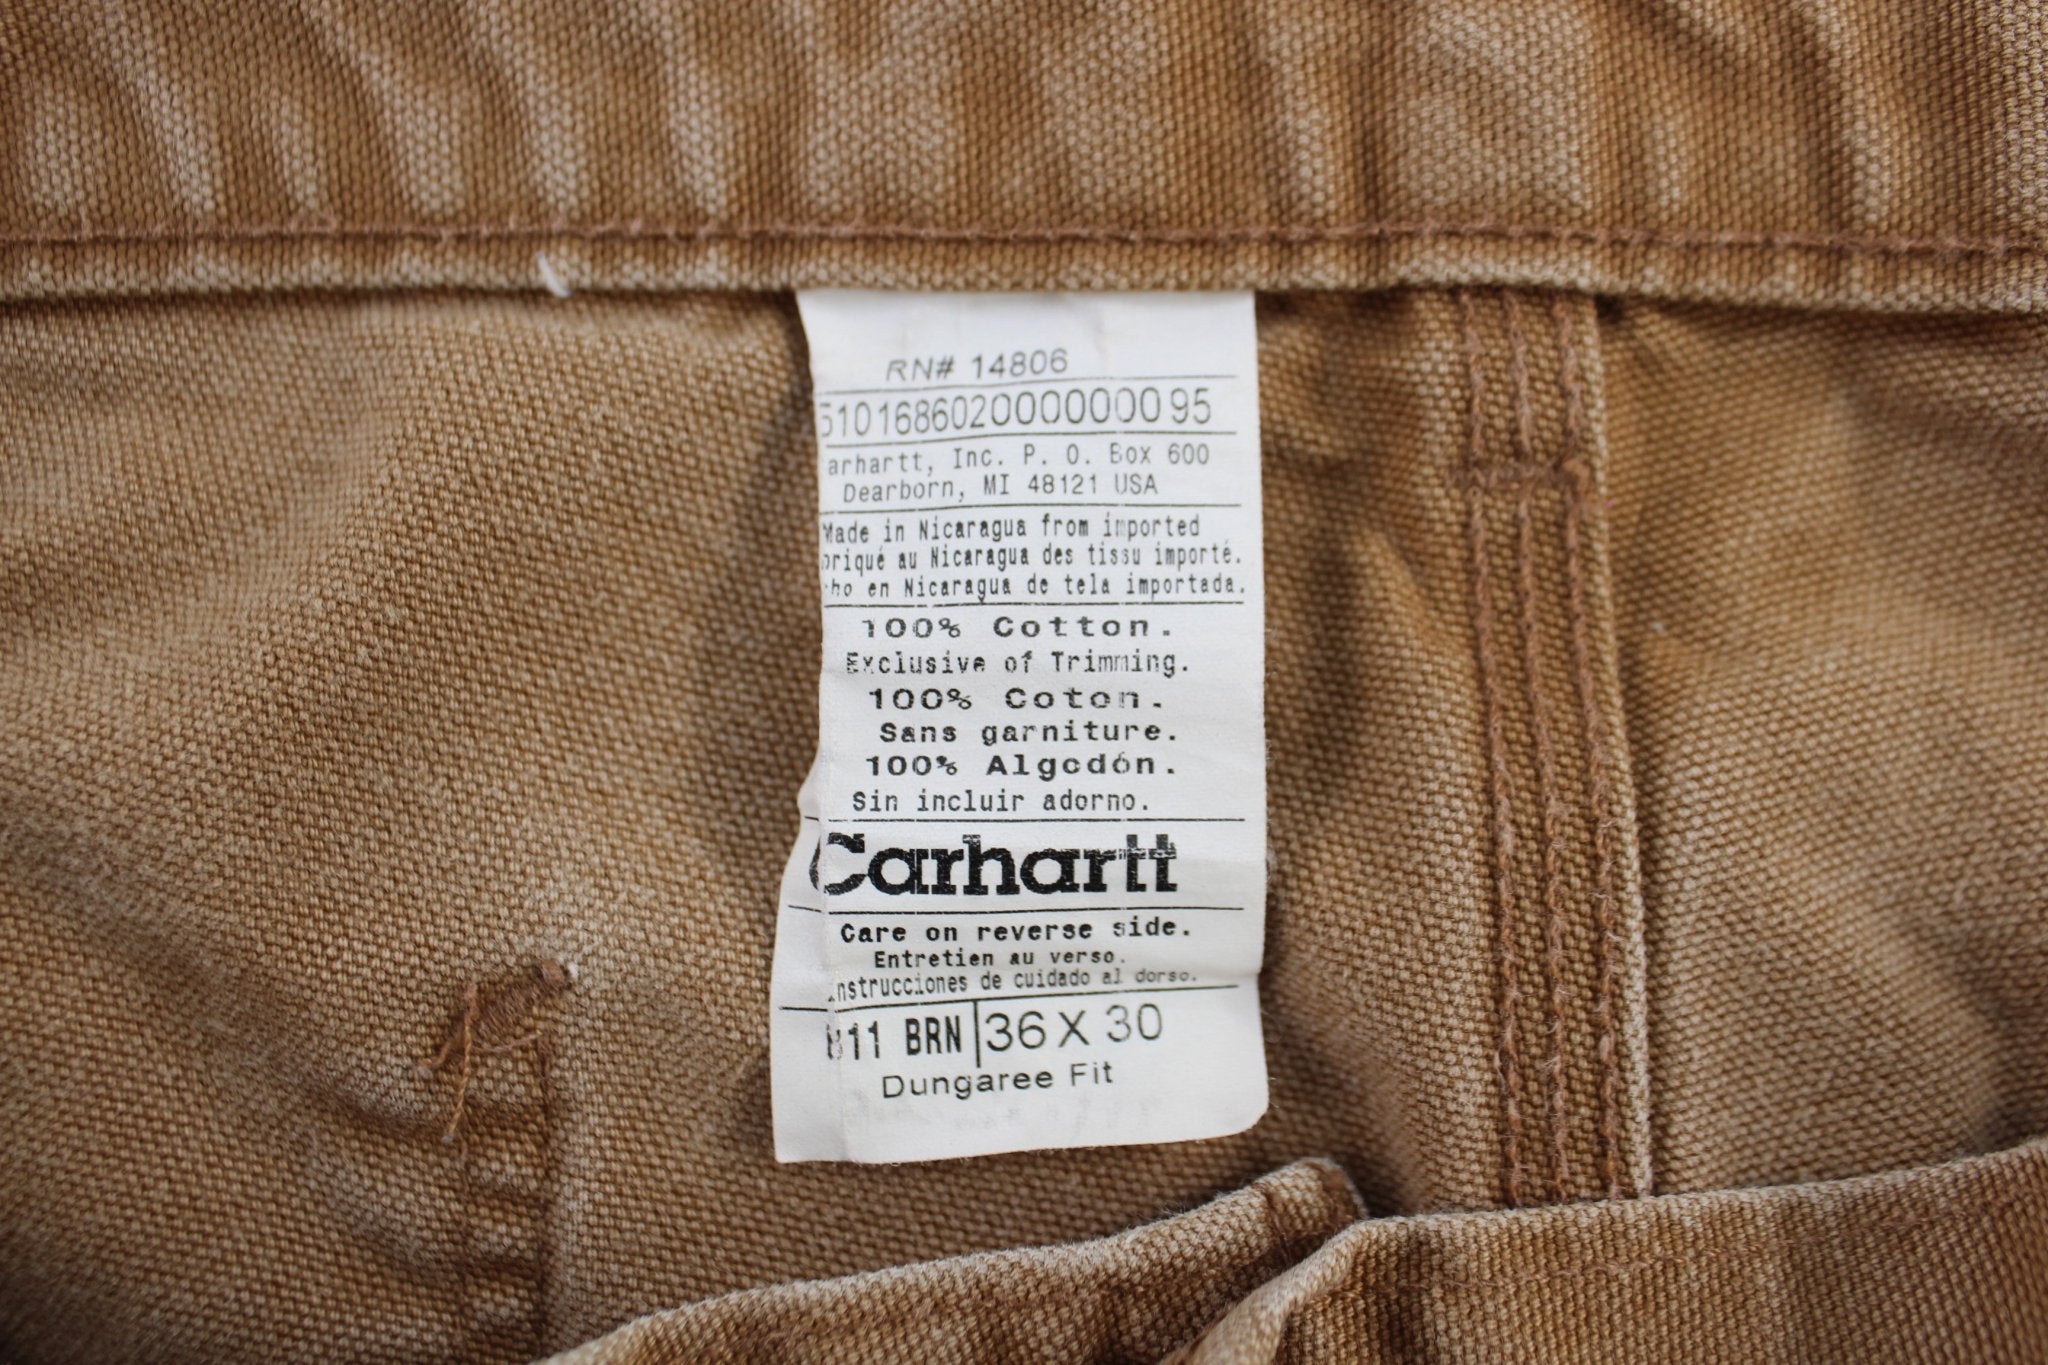 RN# 14806
510168602000000095
arhartt, Inc. P. O. Box 600
Dearborn, MI 48121 USA
Made in Nicaragua from imported
briqué au Nicaragua des tissu importé.
ho en Nicaragua de tela importada.
100% Cotton.
Exclusive of Trimming.
100% Coton.
Sans garniture.
100% Algodón.
Sin incluir adorno.
Carhartt
Care on reverse side.
Entretien au verso.
nstrucciones de cuidado al dorso.
B11 BRN 36 X 30
Dungaree Fit